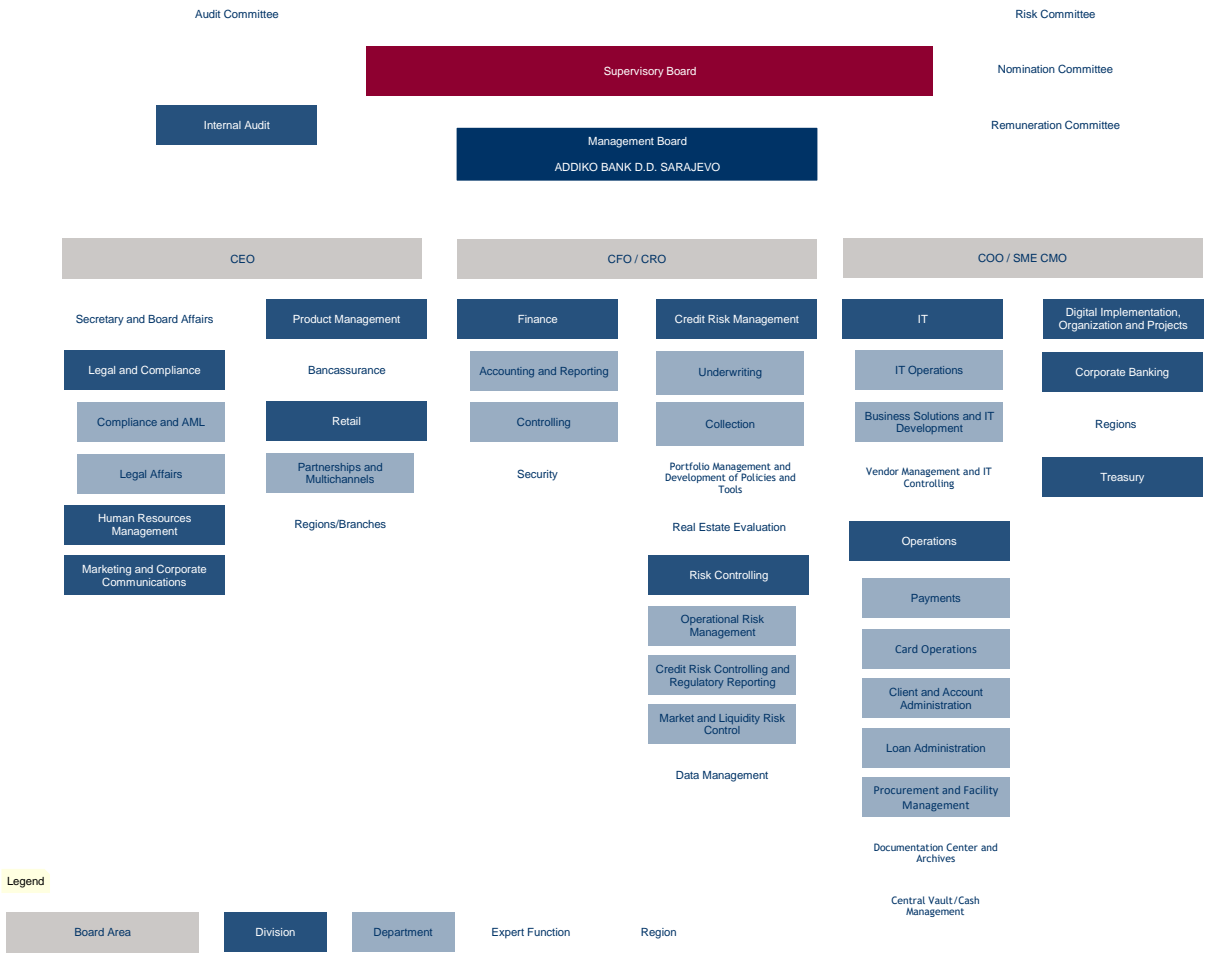 Audit Committee
Risk Committee
Supervisory Board
Nomination Committee
Internal Audit
Remuneration Committee
Management Board
ADDIKO BANK D.D. SARAJEVO
CEO
Secretary and Board Affairs
Legal and Compliance
Compliance and AML
Legal Affairs
Human Resources
Management
Marketing and Corporate
Communications
Product Management
Bancassurance
Retail
Partnerships and
Multichannels
Regions/Branches
CFO / CRO
Finance
Accounting and Reporting
Controlling
Security
Credit Risk Management
Underwriting
Collection
Portfolio Management and
Development of Policies and
Tools
Real Estate Evaluation
Risk Controlling
Operational Risk
Management
Credit Risk Controlling and
Regulatory Reporting
Market and Liquidity Risk
Control
Data Management
COO / SME CMO
IT
IT Operations
Business Solutions and IT
Development
Vendor Management and IT
Controlling
Operations
Payments
Card Operations
Client and Account
Administration
Loan Administration
Procurement and Facility
Management
Documentation Center and
Archives
Central Vault/Cash
Management
Digital Implementation,
Organization and Projects
Corporate Banking
Regions
Treasury
Legend
Board Area
Division
Department
Expert Function
Region